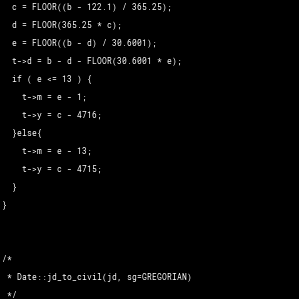 c = FLOOR((b - 122.1) / 365.25);
d = FLOOR(365.25 * c);
e = FLOOR((b - d) / 30.6001);
t->d = b - d - FLOOR(30.6001 * e);
if ( e <= 13 ) {
t->m = e - 1;
t->y = c - 4716;
}else{
t->m = e - 13;
t->y = c - 4715;
}
}
/*
* Date::jd_to_civil(jd, sg=GREGORIAN)
*/